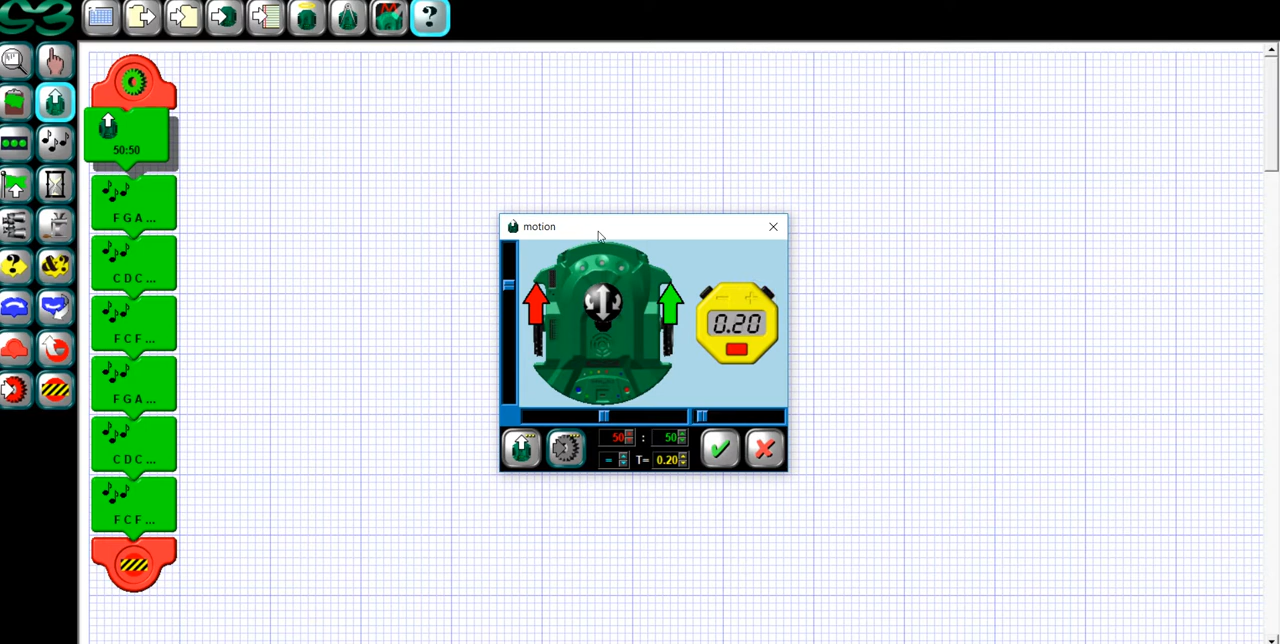 ?
50:50
F G A ...
C D C ...
F C F ...
F G A ...
C D C ...
F C F ...
motion
0.20
50 : 50
= T= 0.20